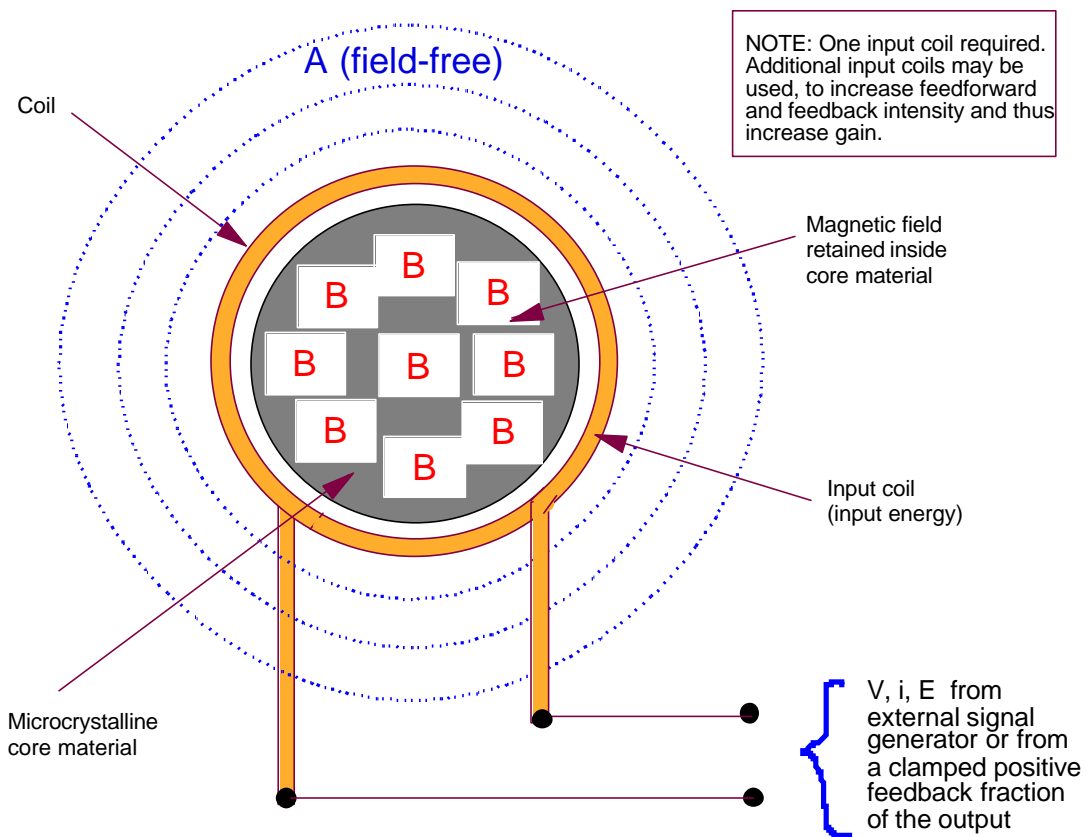 NOTE: One input coil required.
Additional input coils may be
used, to increase feedforward
and feedback intensity and thus
increase gain.
A (field-free)
Coil
Magnetic field
retained inside
core material
B
B
B
B
B
B
B
B
B
Input coil
(input energy)
Microcrystalline
core material
V, i, E from
external signal
generator or from
a clamped positive
feedback fraction
of the output